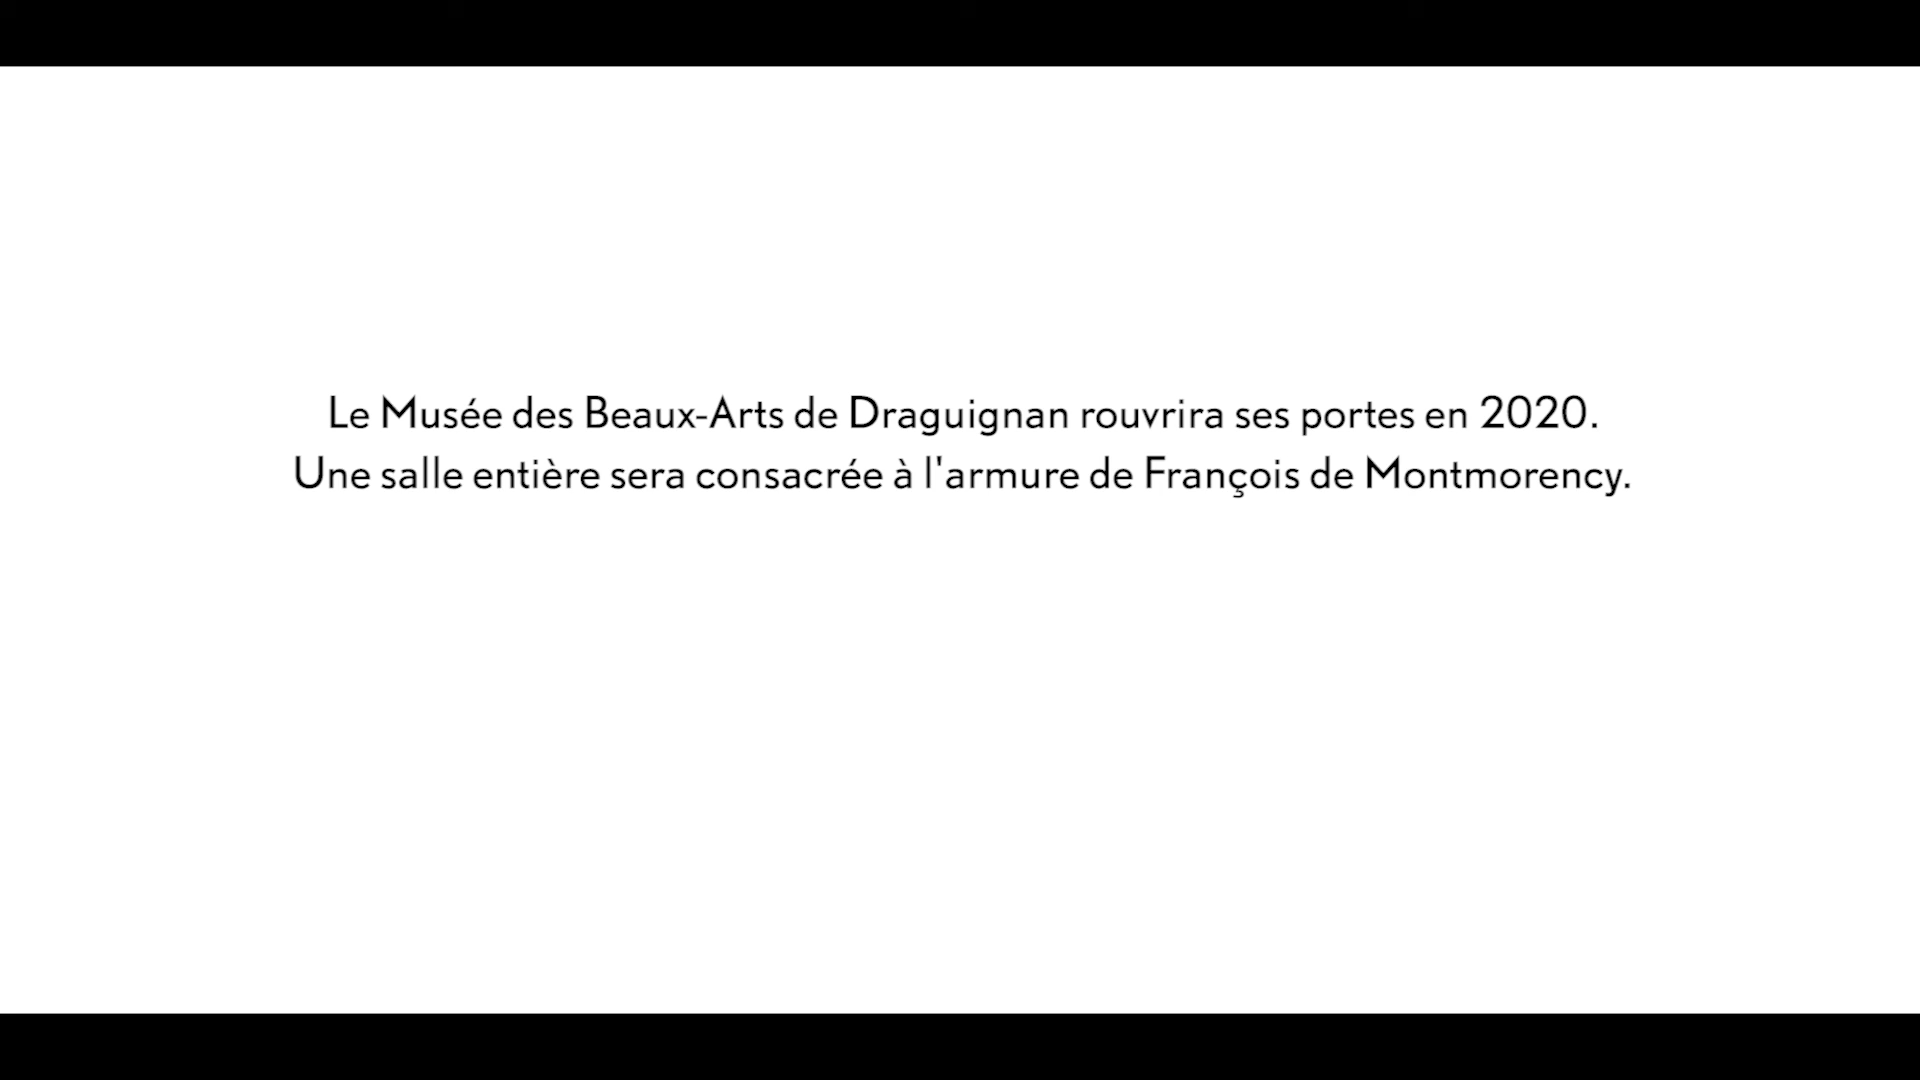 Le Musée des Beaux-Arts de Draguignan rouvrira ses portes en 2020.
Une salle entière sera consacrée à l'armure de François de Montmorency.